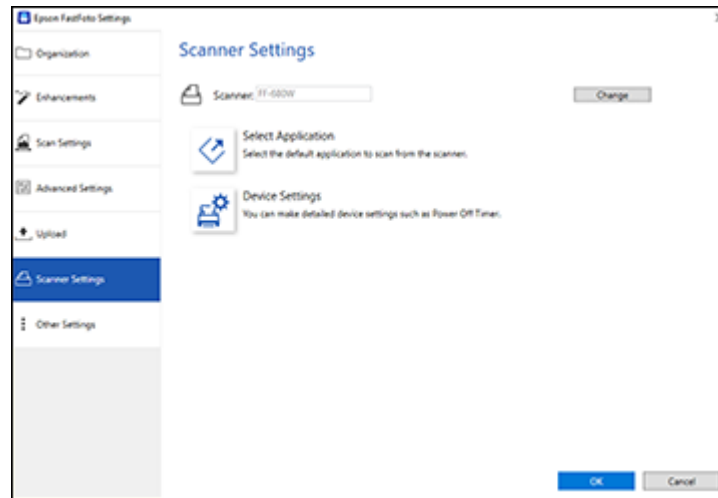 Epson FastFoto Settings
Organization
Enhancements
Scan Settings
Advanced Settings
Upload
Scanner Settings
Other Settings
Scanner Settings
Scanner: FF-680W
Change
Select Application
Select the default application to scan from the scanner.
Device Settings
You can make detailed device settings such as Power Off Timer.
OK
Cancel